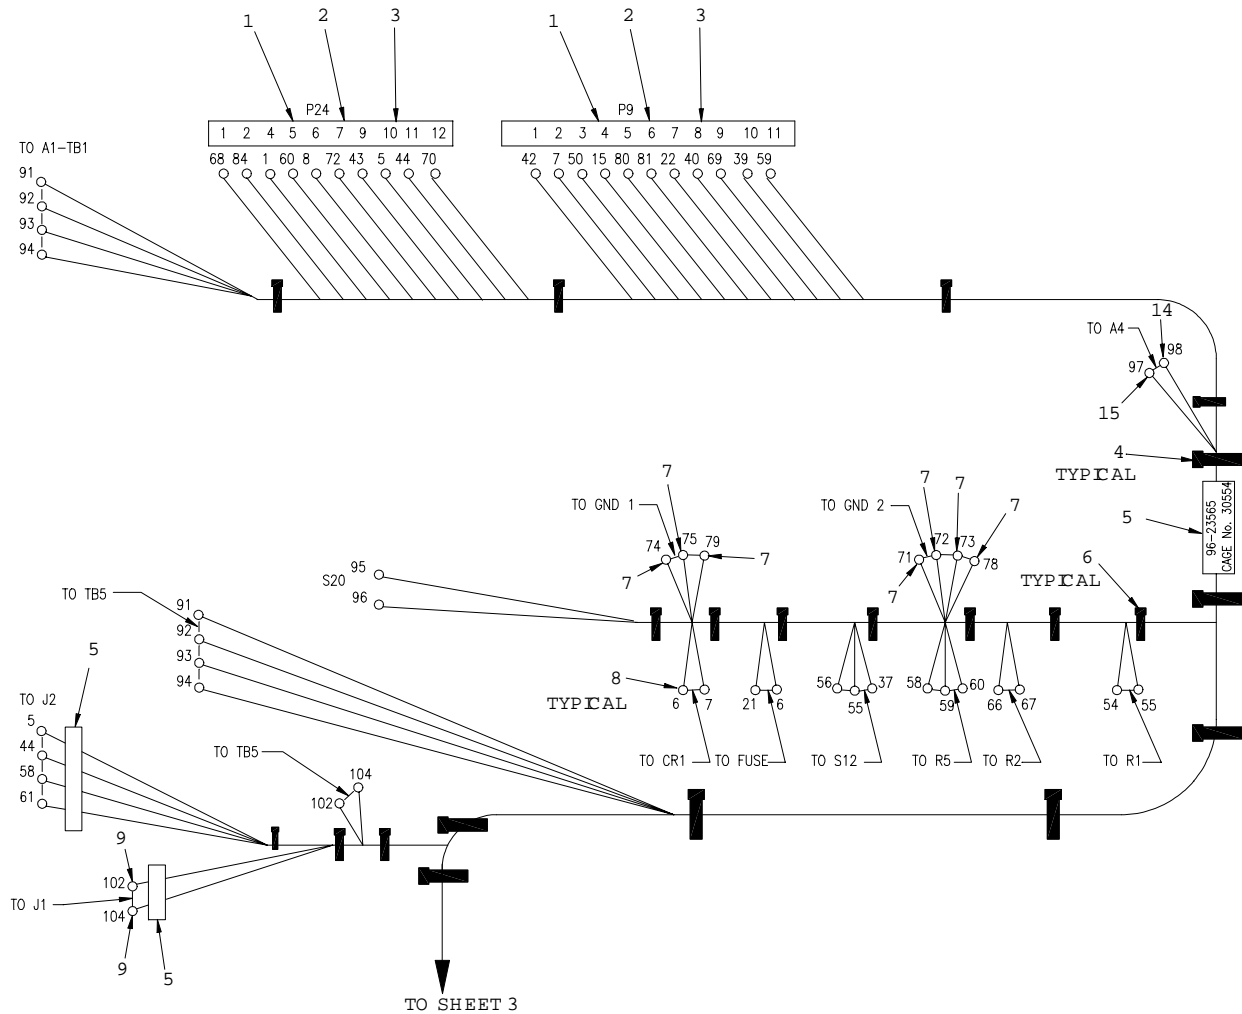 1 2 3 1 2 3
P24 P9
1 2 4 5 6 7 9 10 11 12
1 2 3 4 5 6 7 8 9 10 11
TO A1-TB1
68 84 1 60 8 72 43 5 44 70
42 7 50 15 80 81 22 40 69 39 59
91
92
93
94
14
TO A4
98
97
15
4
TYPICAL
5
96-23565
CAGE No. 30554
7 7 7 7
TO GND 1
TO GND 2
74 75 79
71 72 73 78
7 7 7
6
TYPICAL
S20
95
96
TO TB5
91
92
93
94
8
TYPICAL
6 7
21 6
56 55 37
58 59 60
66 67
54 55
TO CR1
TO FUSE
TO S12
TO R5
TO R2
TO R1
5
TO J2
5
44
58
61
TO TB5
104
102
9
102
TO J1
104
9
5
TO SHEET 3